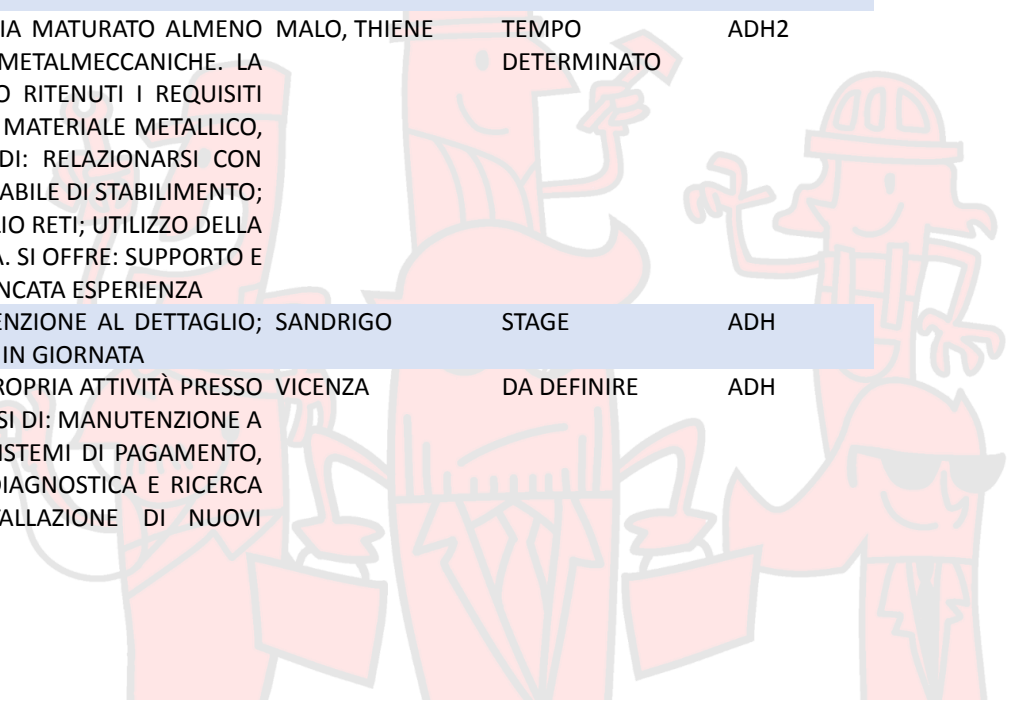 IA MATURATO ALMENO MALO, THIENE TEMPO ADH2
METALMECCANICHE. LA DETERMINATO
O RITENUTI I REQUISITI
MATERIALE METALLICO,
DI: RELAZIONARSI CON
ABILE DI STABILIMENTO;
IO RETI; UTILIZZO DELLA
A. SI OFFRE: SUPPORTO E
NCATA ESPERIENZA
ENZIONE AL DETTAGLIO; SANDRIGO STAGE ADH
IN GIORNATA
ROPRIA ATTIVITÀ PRESSO VICENZA DA DEFINIRE ADH
SI DI: MANUTENZIONE A
ISTEMI DI PAGAMENTO,
DIAGNOSTICA E RICERCA
TALLAZIONE DI NUOVI